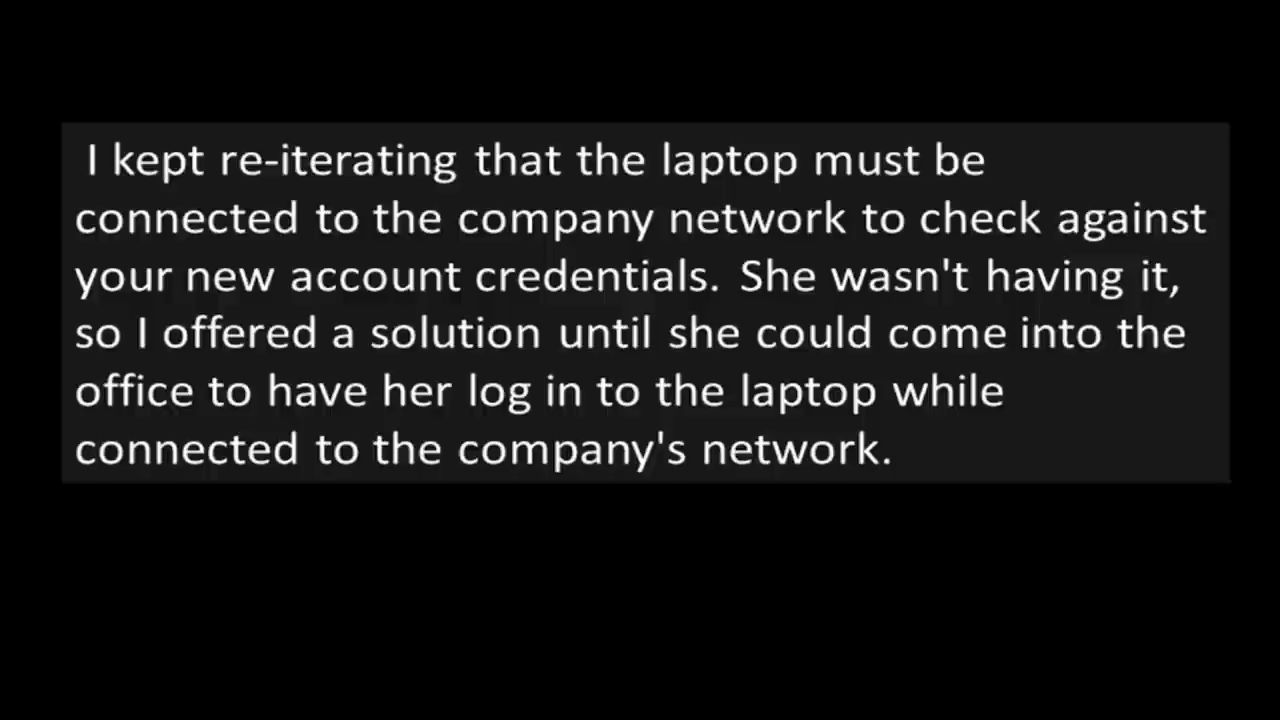 I kept re-iterating that the laptop must be
connected to the company network to check against
your new account credentials. She wasn't having it,
so I offered a solution until she could come into the
office to have her log in to the laptop while
connected to the company's network.